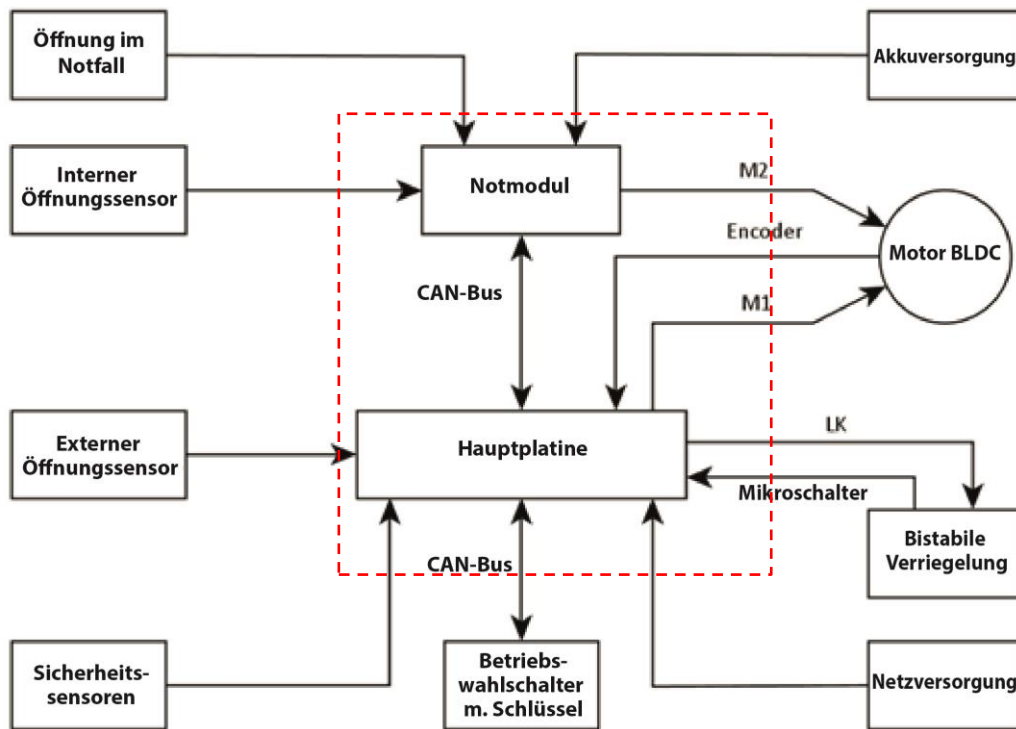 Öffnung im
Notfall
Akkuversorgung
Interner
Öffnungssensor
Notmodul
M2
Encoder
Motor BLDC
CAN-Bus
M1
Externer
Öffnungssensor
Hauptplatine
LK
Mikroschalter
Bistabile
Verriegelung
CAN-Bus
Sicherheits-
sensoren
Betriebs-
wahlschalter
m. Schlüssel
Netzversorgung